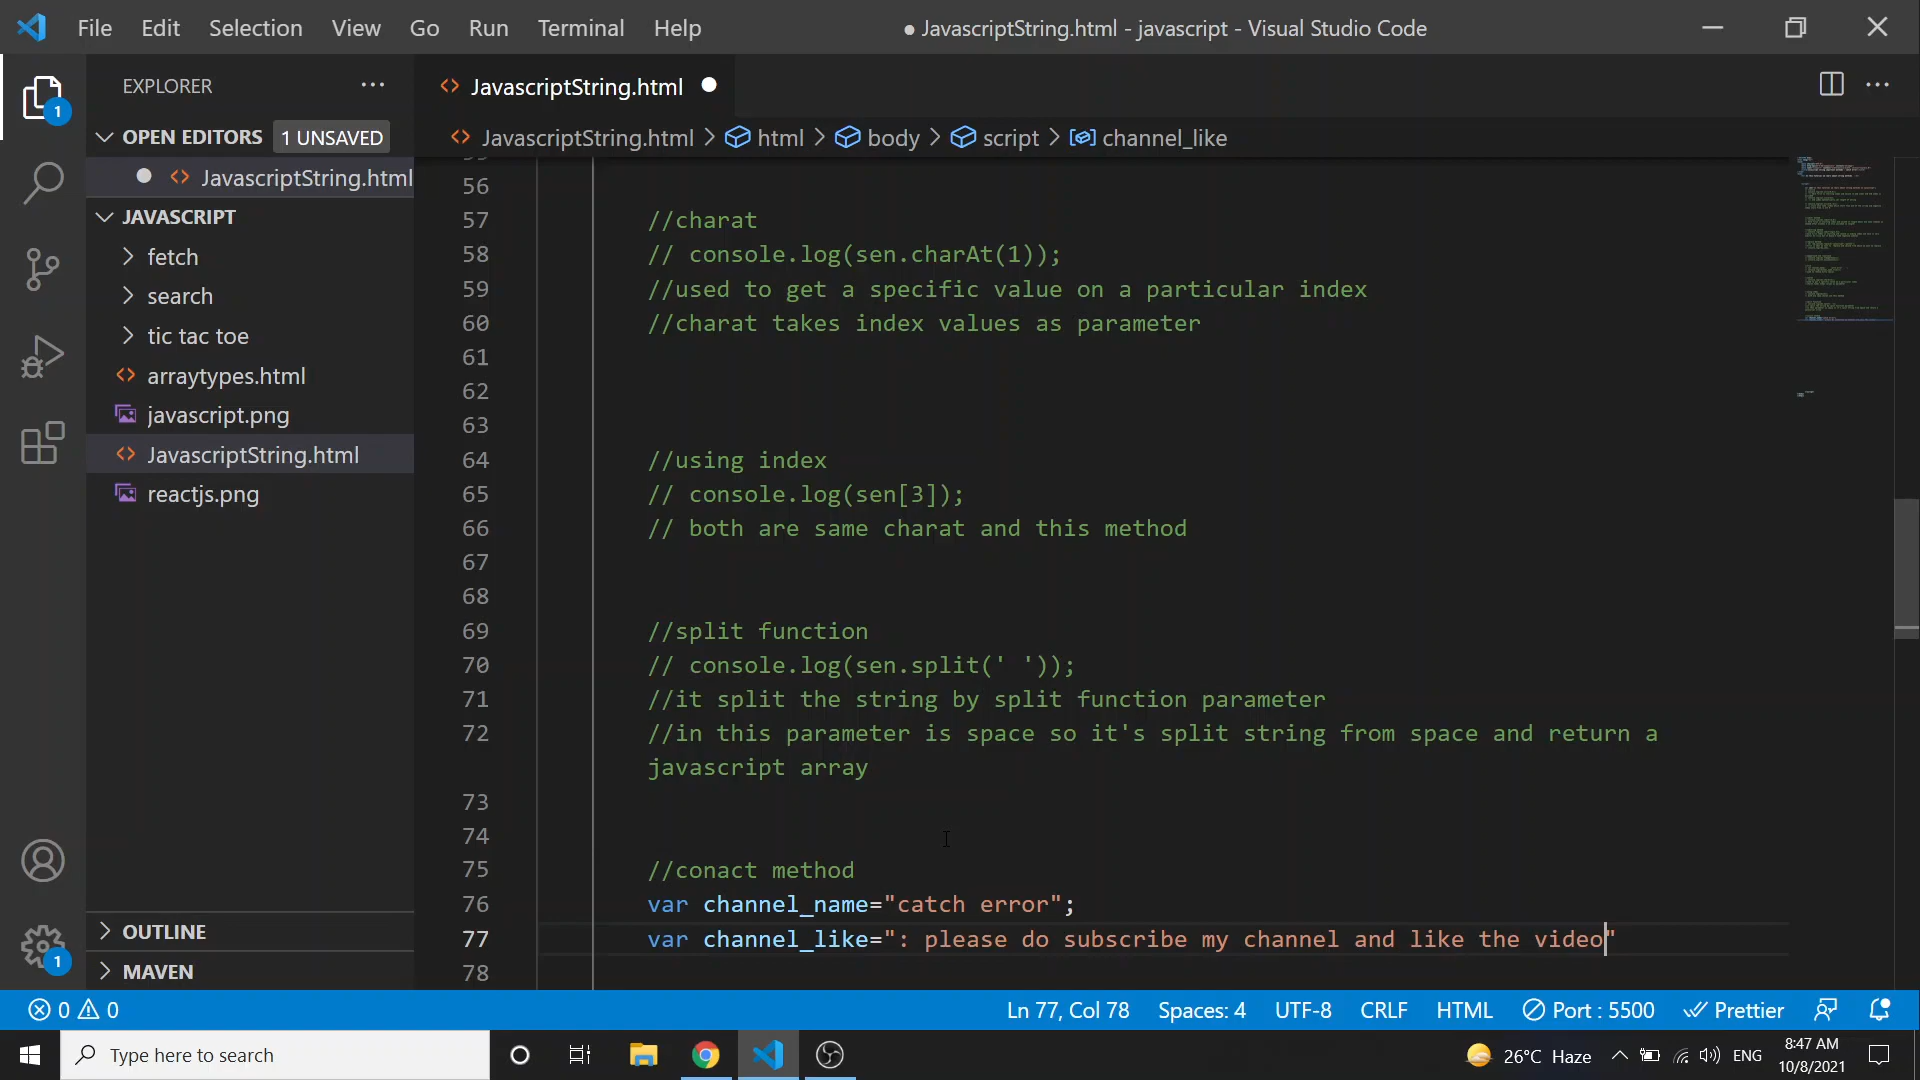 File Edit Selection View Go Run Terminal Help
● JavascriptString.html - javascript - Visual Studio Code
EXPLORER
JavascriptString.html
OPEN EDITORS 1 UNSAVED
JavascriptString.html > html > body > script > channel_like
JavascriptString.html
JAVASCRIPT
fetch
search
tic tac toe
arraytypes.html
javascript.png
JavascriptString.html
reactjs.png
OUTLINE
MAVEN
1
1
56
57 //charat
58 // console.log(sen.charAt(1));
59 //used to get a specific value on a particular index
60 //charat takes index values as parameter
61
62
63
64 //using index
65 // console.log(sen[3]);
66 // both are same charat and this method
67
68
69 //split function
70 // console.log(sen.split(' '));
71 //it split the string by split function parameter
72 //in this parameter is space so it's split string from space and return a
javascript array
73
74
75 //conact method
76 var channel_name="catch error";
77 var channel_like=": please do subscribe my channel and like the video"
78
0 0 Ln 77, Col 78 Spaces: 4 UTF-8 CRLF HTML Port : 5500 Prettier
Type here to search
26°C Haze ENG
8:47 AM
10/8/2021